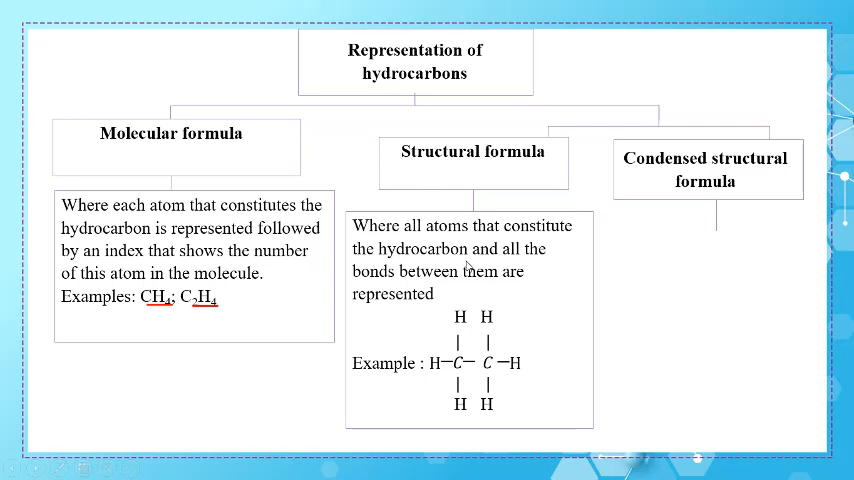 Representation of
hydrocarbons
Molecular formula
Where each atom that constitutes the
hydrocarbon is represented followed
by an index that shows the number
of this atom in the molecule.
Examples: CH₄; C₂H₄
Structural formula
Where all atoms that constitute
the hydrocarbon and all the
bonds between them are
represented
H H
| |
Example : H—C— C —H
| |
H H
Condensed structural
formula